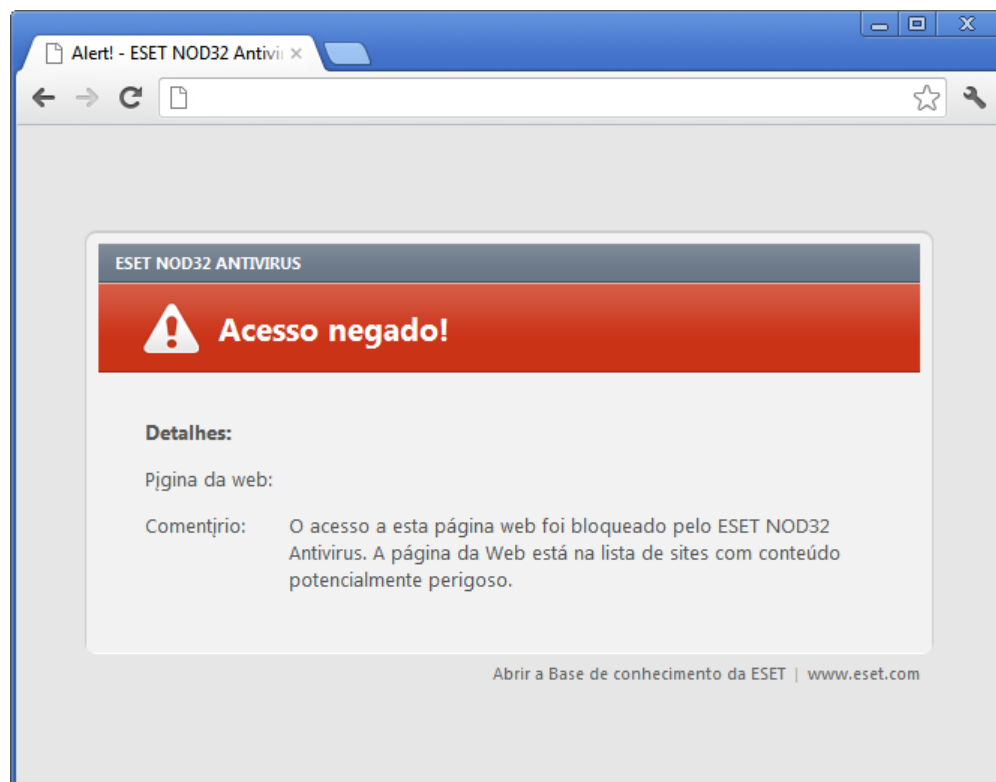 Alert! - ESET NOD32 Antivi
ESET NOD32 ANTIVIRUS
Acesso negado!
Detalhes:
Pįgina da web:
Comentįrio: O acesso a esta página web foi bloqueado pelo ESET NOD32
Antivirus. A página da Web está na lista de sites com conteúdo
potencialmente perigoso.
Abrir a Base de conhecimento da ESET | www.eset.com